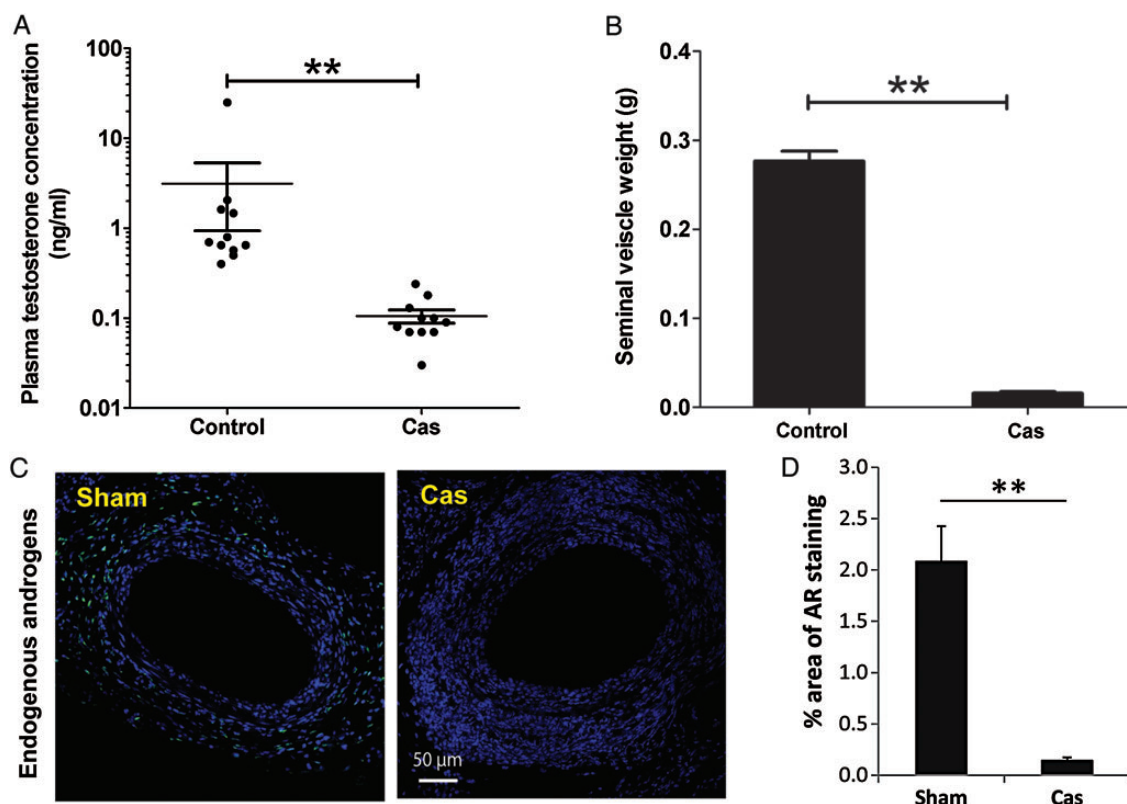 A
Plasma testosterone concentration
(ng/ml)
100
10
1
0.1
0.01
**
Control
Cas
B
Seminal veiscle weight (g)
0.4
0.3
0.2
0.1
0.0
**
Control
Cas
C
Endogenous androgens
Sham
Cas
50 µm
D
% area of AR staining
3.0
2.5
2.0
1.5
1.0
0.5
0.0
**
Sham
Cas